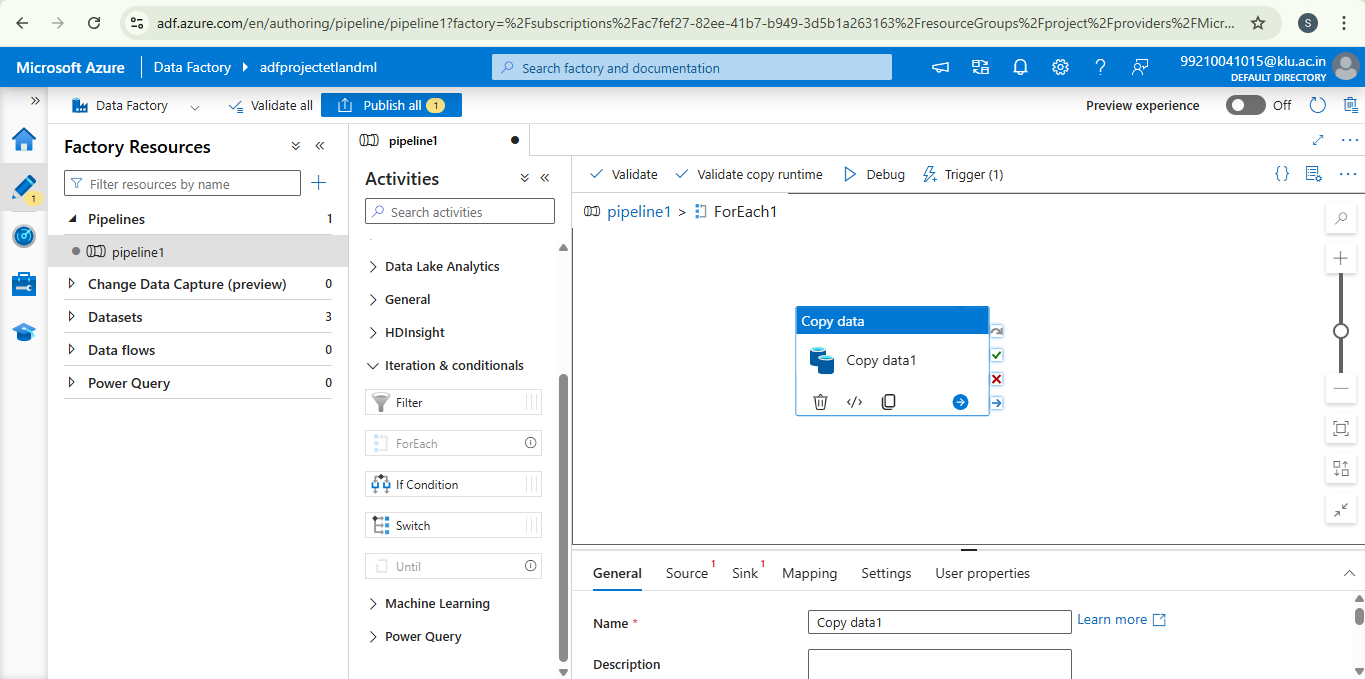 adf.azure.com/en/authoring/pipeline/pipeline1?factory=%2Fsubscriptions%2Fac7fef27-82ee-41b7-b949-3d5b1a263163%2FresourceGroups%2Fproject%2Fproviders%2FMicr...
S
Microsoft Azure
Data Factory
adfprojectetlandml
Search factory and documentation
99210041015@klu.ac.in
DEFAULT DIRECTORY
Data Factory
Validate all
Publish all 1
Preview experience
Off
1
Factory Resources
Filter resources by name
Pipelines 1
pipeline1
Change Data Capture (preview) 0
Datasets 3
Data flows 0
Power Query 0
pipeline1
Activities
Search activities
Data Lake Analytics
General
HDInsight
Iteration & conditionals
Filter
ForEach
If Condition
Switch
Until
Machine Learning
Power Query
Validate
Validate copy runtime
Debug
Trigger (1)
pipeline1 > ForEach1
Copy data
Copy data1
General
Source 1
Sink 1
Mapping
Settings
User properties
Name *
Copy data1
Learn more
Description